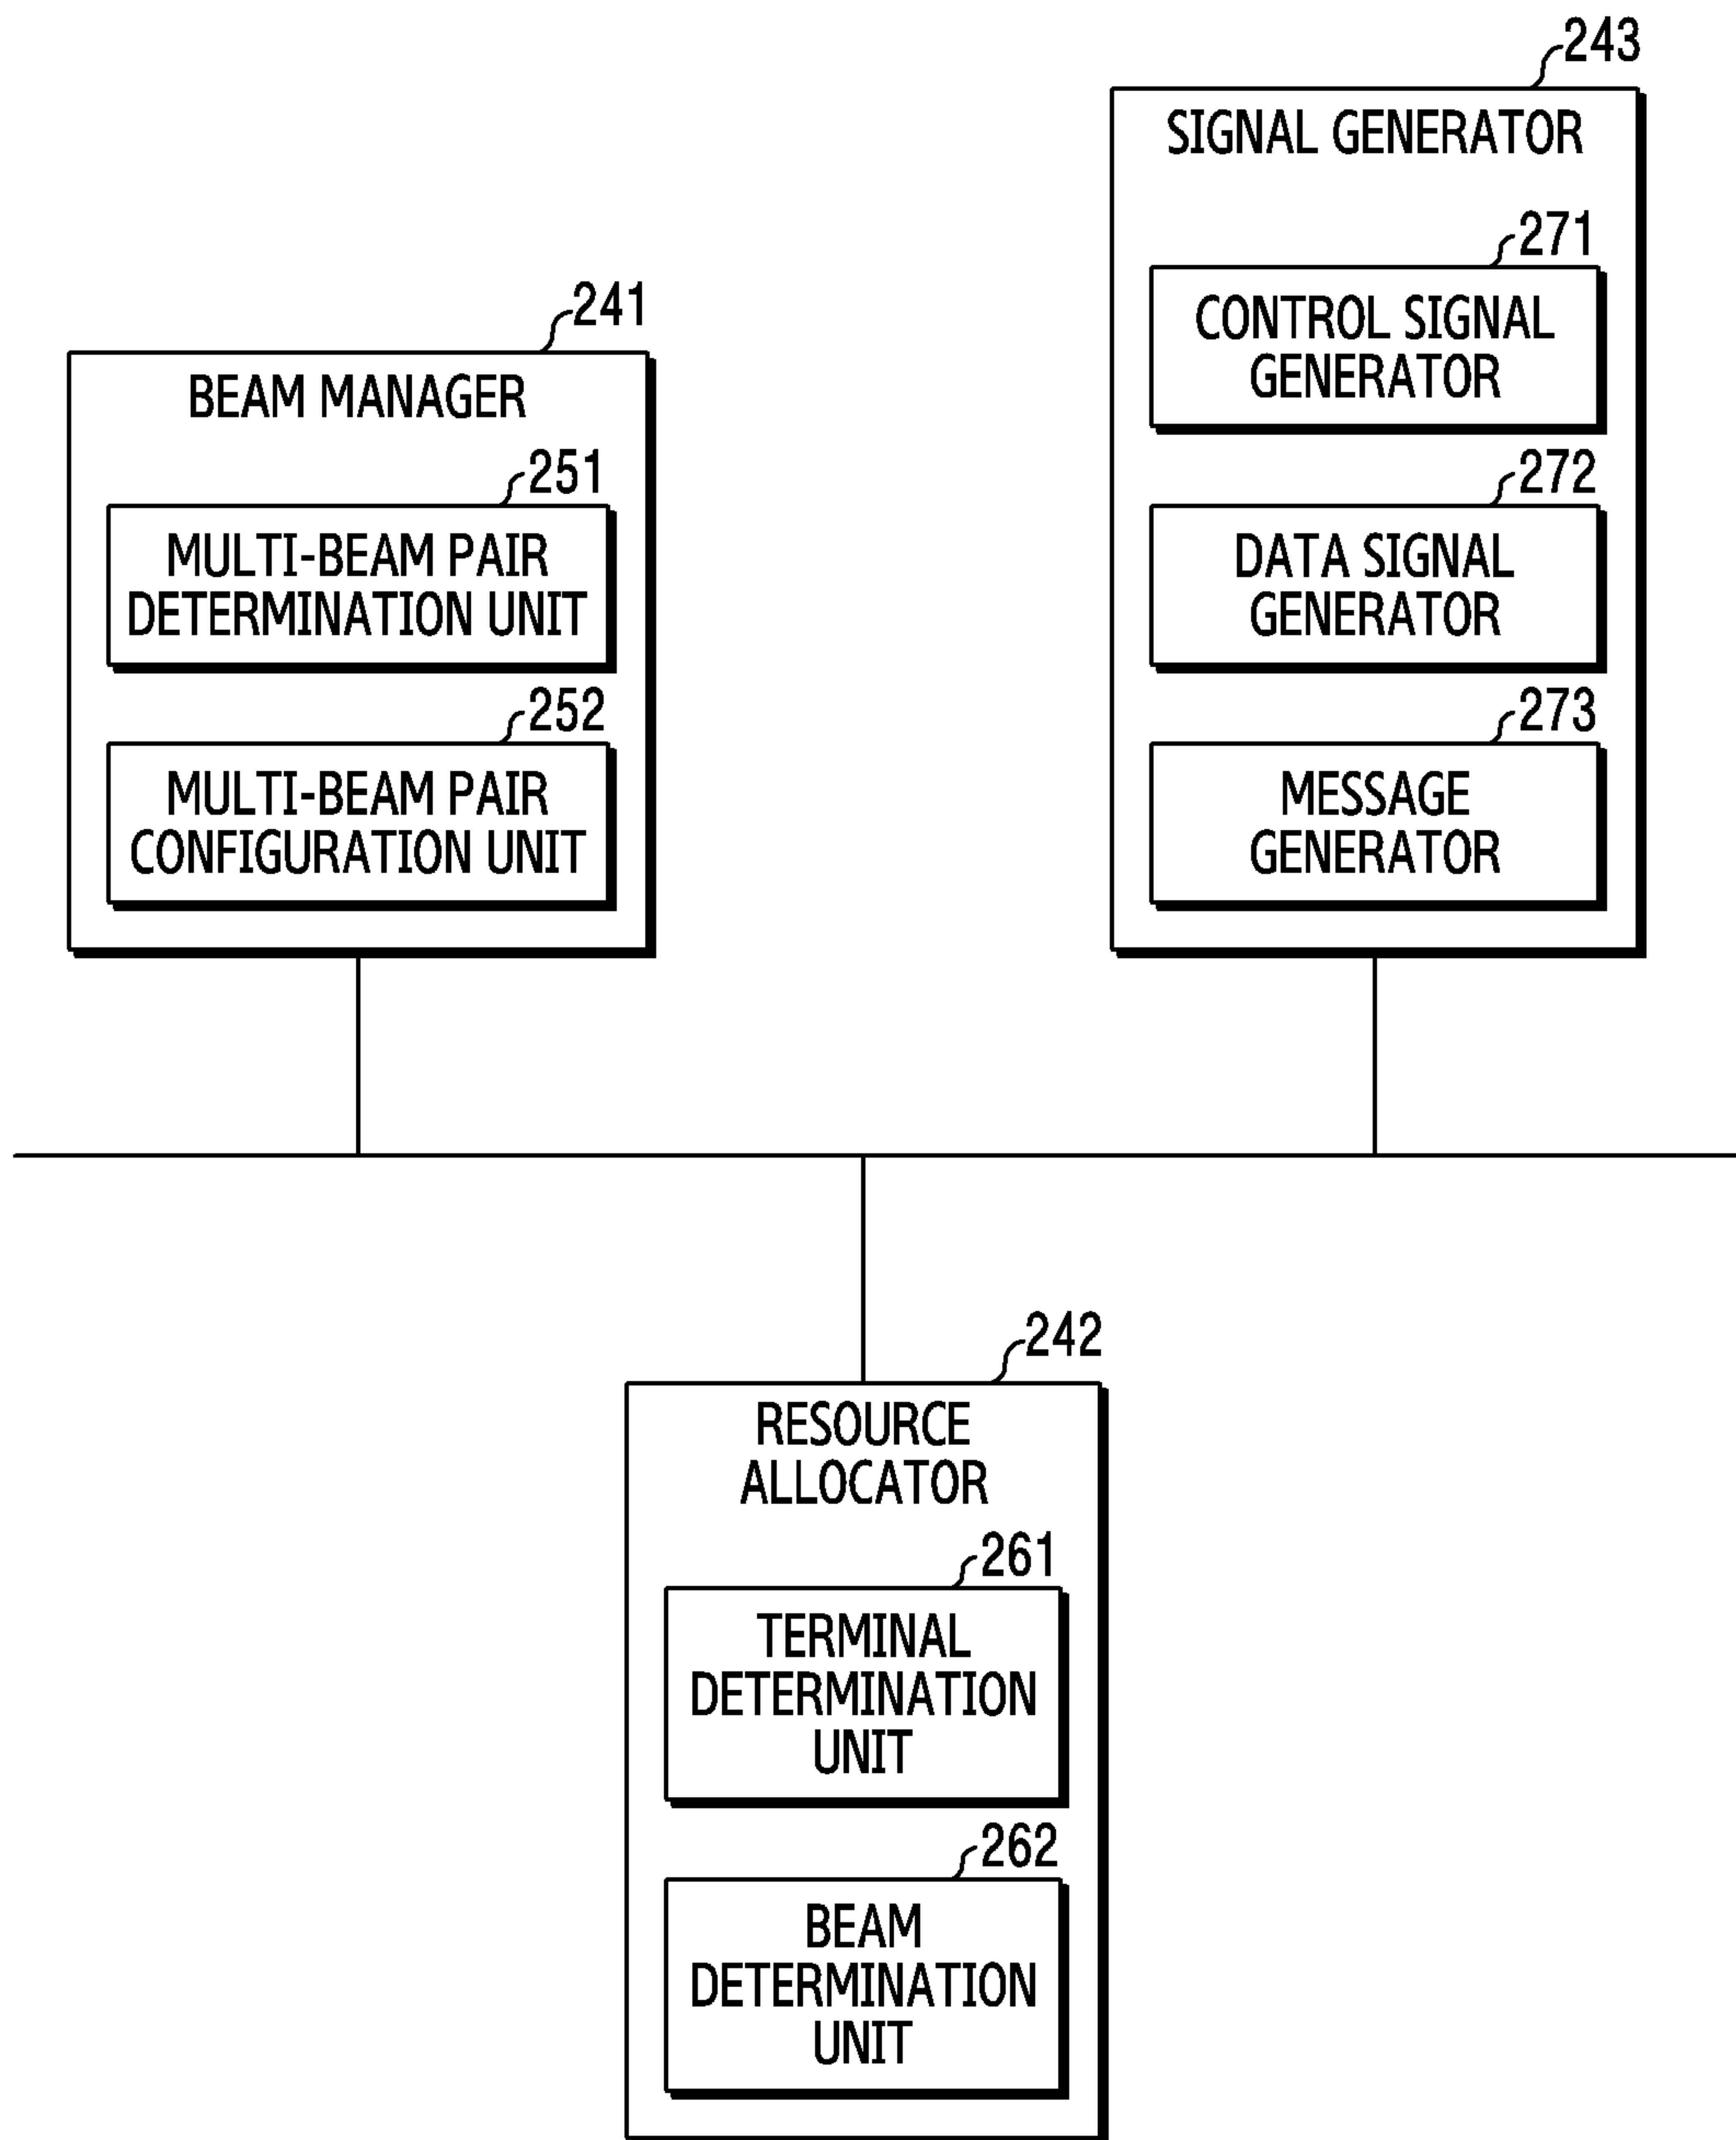 241
BEAM MANAGER
251
MULTI-BEAM PAIR
DETERMINATION UNIT
252
MULTI-BEAM PAIR
CONFIGURATION UNIT
243
SIGNAL GENERATOR
271
CONTROL SIGNAL
GENERATOR
272
DATA SIGNAL
GENERATOR
273
MESSAGE
GENERATOR
242
RESOURCE
ALLOCATOR
261
TERMINAL
DETERMINATION
UNIT
262
BEAM
DETERMINATION
UNIT